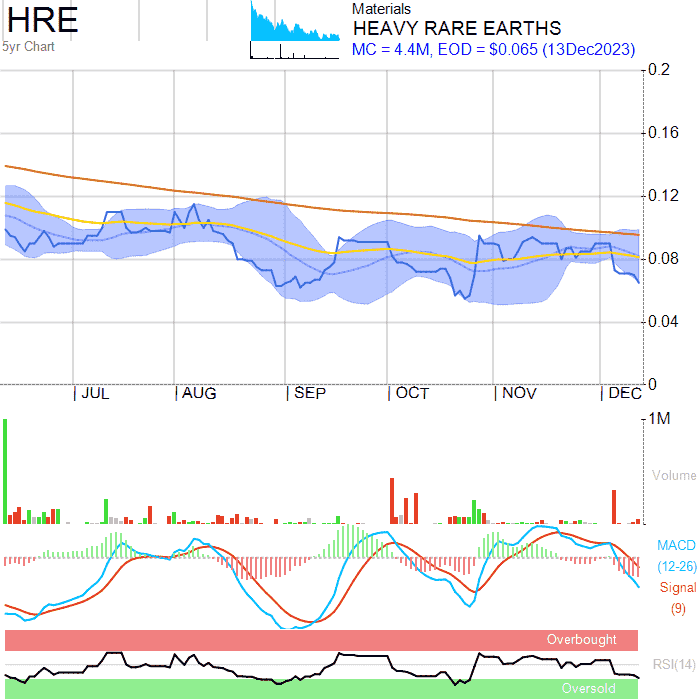 HRE
5yr Chart
Materials
HEAVY RARE EARTHS
MC = 4.4M, EOD = $0.065 (13Dec2023)
0.2
0.16
0.12
0.08
0.04
0
JUL AUG SEP OCT NOV DEC
1M
Volume
MACD
(12-26)
Signal
(9)
Overbought
RSI(14)
Oversold